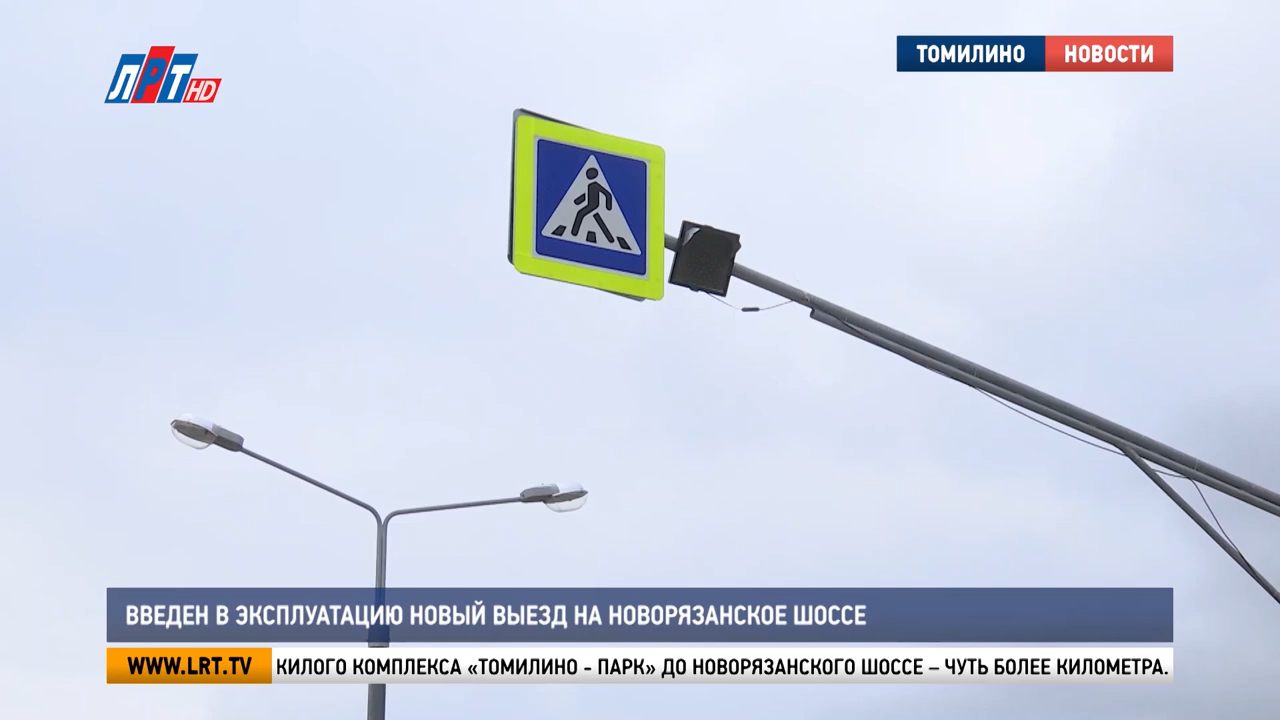 ЛРТ HD
ТОМИЛИНО НОВОСТИ
ВВЕДЕН В ЭКСПЛУАТАЦИЮ НОВЫЙ ВЫЕЗД НА НОВОРЯЗАНСКОЕ ШОССЕ
WWW.LRT.TV КИЛОГО КОМПЛЕКСА «ТОМИЛИНО - ПАРК» ДО НОВОРЯЗАНСКОГО ШОССЕ – ЧУТЬ БОЛЕЕ КИЛОМЕТРА.